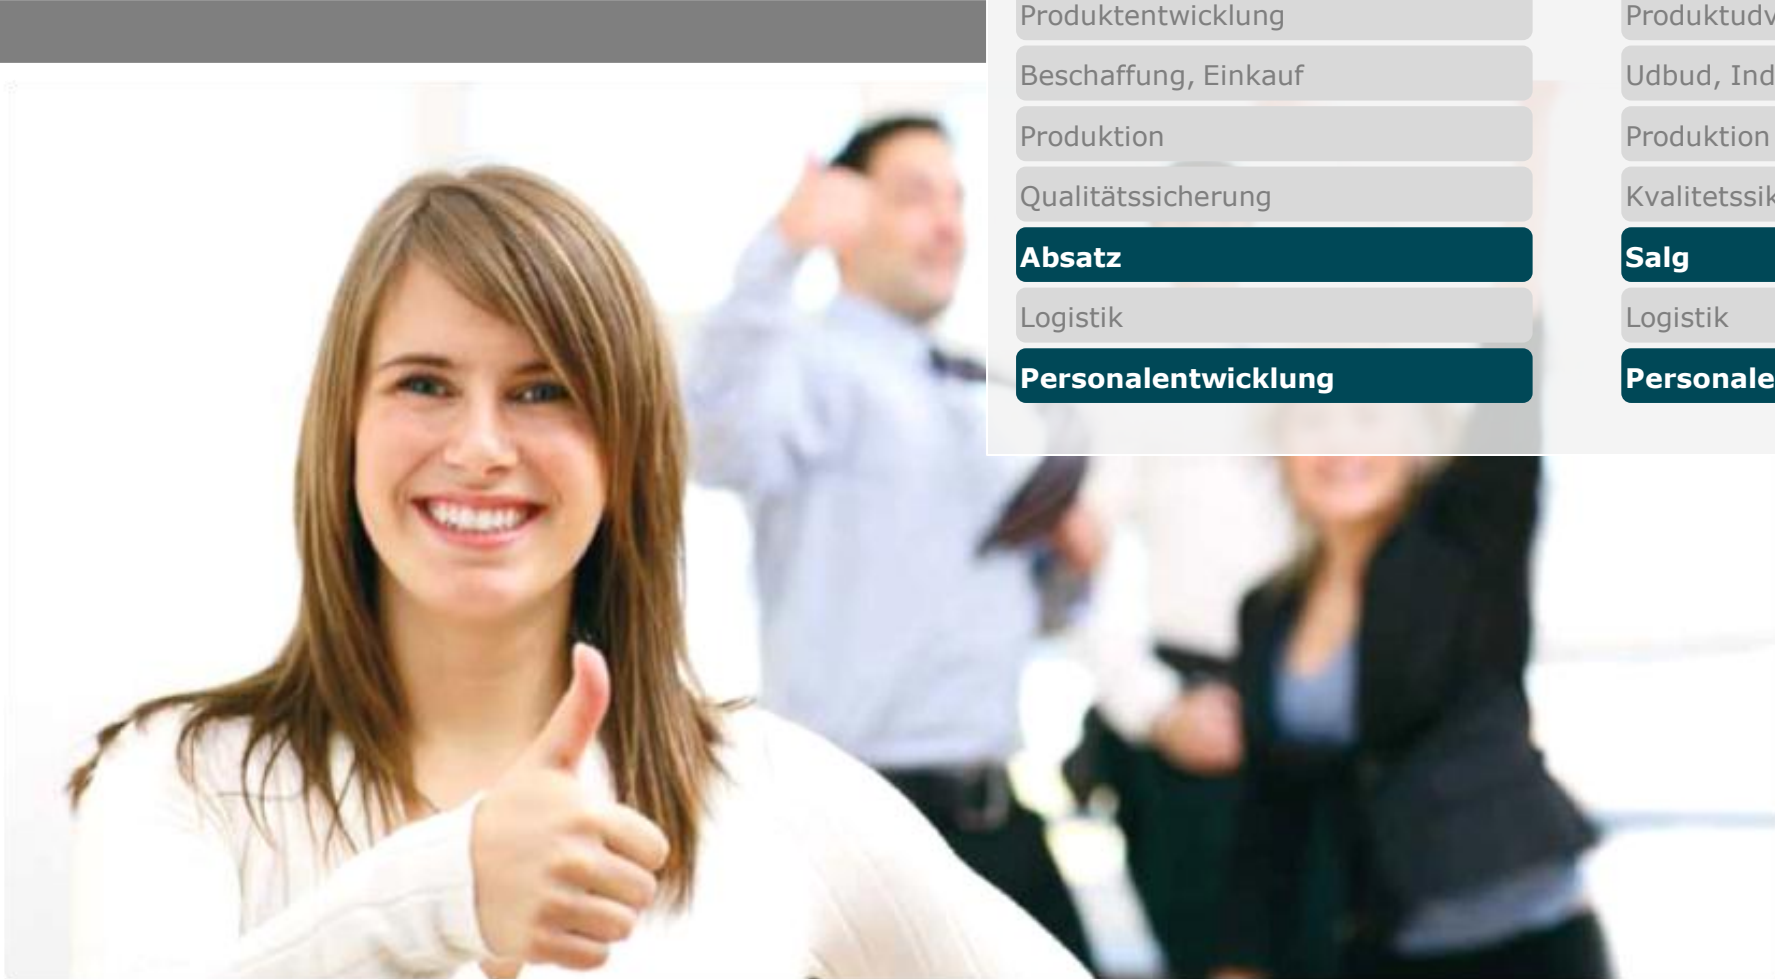 Produktentwicklung
Beschaffung, Einkauf
Udbud,
Produktion
Produktion
Qualitätssicherung
Absatz
Salg
Logistik
Logistik
Personalentwicklung